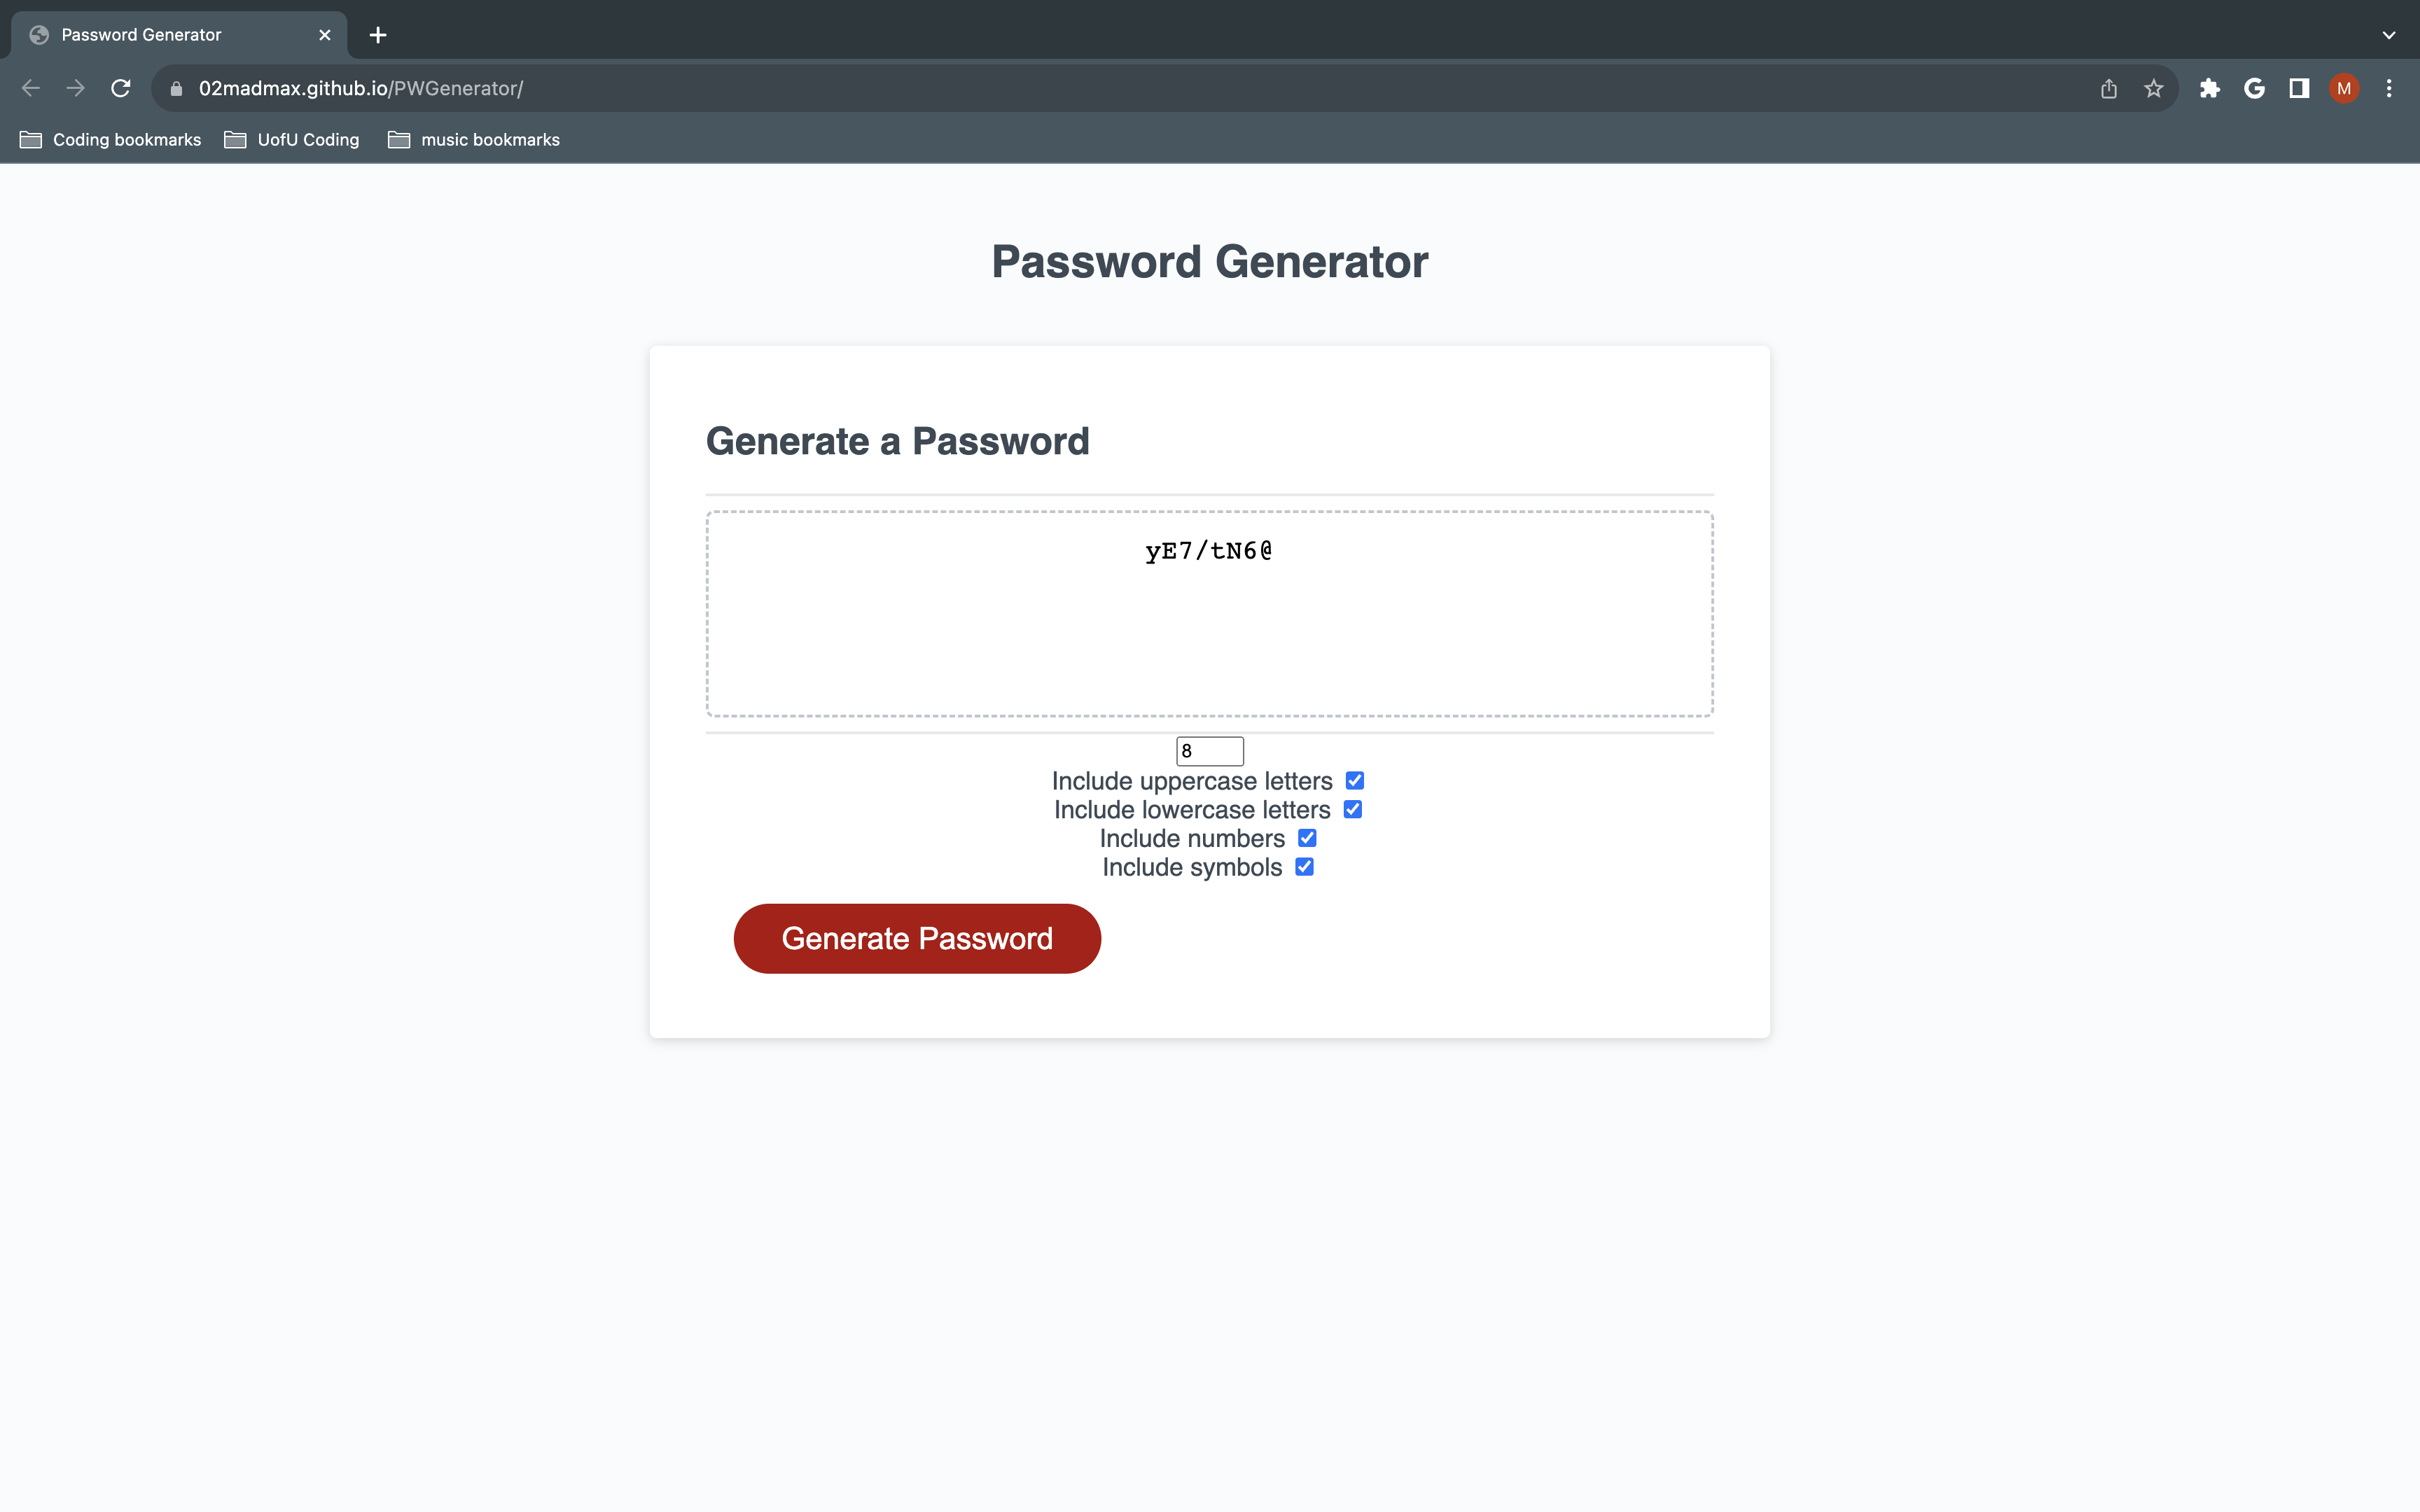 Password Generator
02madmax.github.io/PWGenerator/
M
Coding bookmarks
UofU Coding
music bookmarks
Password Generator
Generate a Password
yE7/tN6@
8
Include uppercase letters
Include lowercase letters
Include numbers
Include symbols
Generate Password